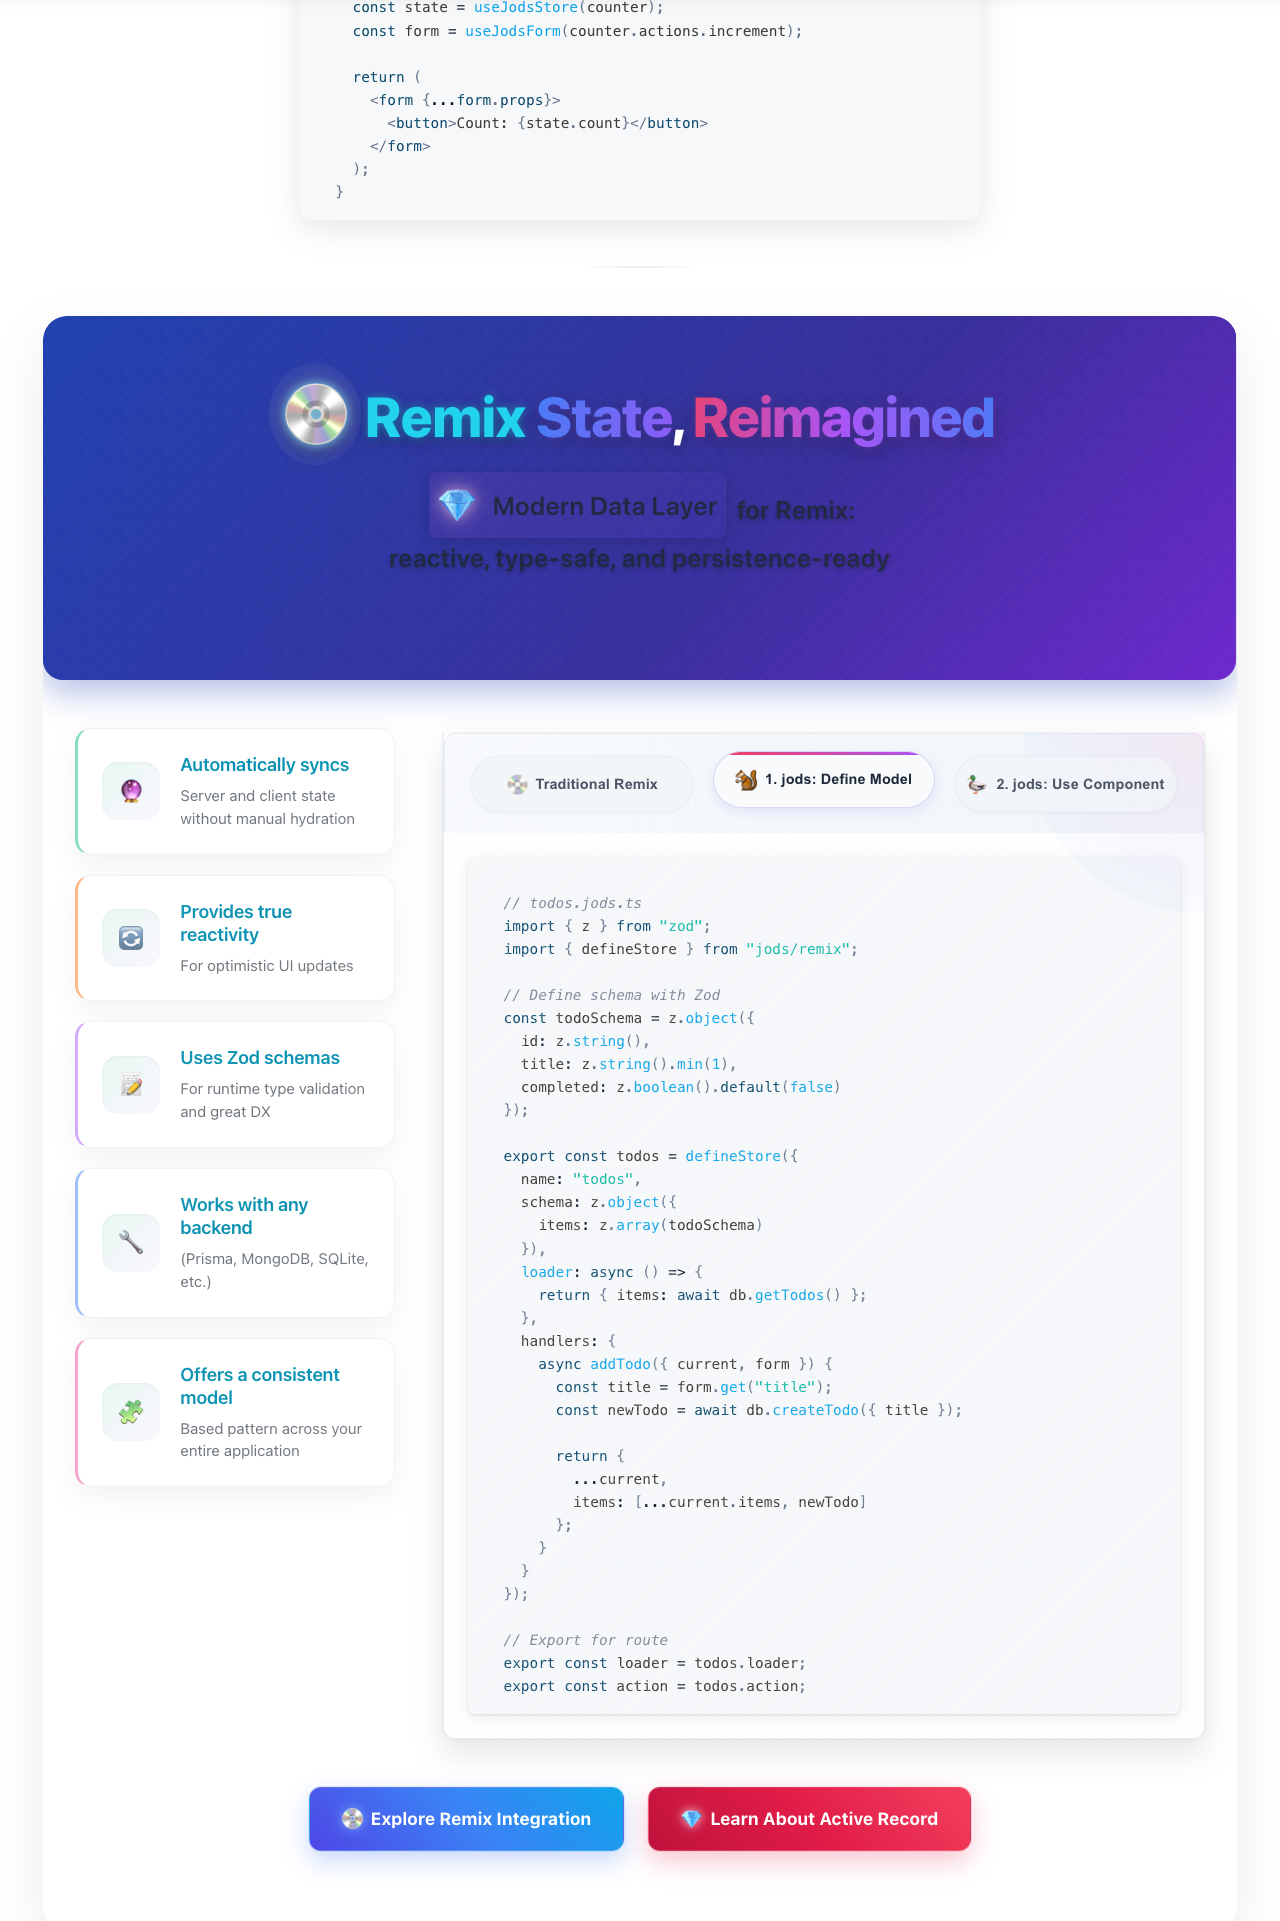 const state = useJodsStore(counter);
const form = useJodsForm(counter.actions.increment);
return (
<form {...form.props}>
<button>Count: {state.count}</button>
</form>
);
}
Remix State, Reimagined
Modern Data Layer for Remix:
reactive, type-safe, and persistence-ready
Automatically syncs
Server and client state
without manual hydration
Provides true
reactivity
For optimistic UI updates
Uses Zod schemas
For runtime type validation
and great DX
Works with any
backend
(Prisma, MongoDB, SQLite,
etc.)
Offers a consistent
model
Based pattern across your
entire application
Traditional Remix
1. jods: Define Model
2. jods: Use Component
// todos.jods.ts
import { z } from "zod";
import { defineStore } from "jods/remix";
// Define schema with Zod
const todoSchema = z.object({
id: z.string(),
title: z.string().min(1),
completed: z.boolean().default(false)
});
export const todos = defineStore({
name: "todos",
schema: z.object({
items: z.array(todoSchema)
}),
loader: async () => {
return { items: await db.getTodos() };
},
handlers: {
async addTodo({ current, form }) {
const title = form.get("title");
const newTodo = await db.createTodo({ title });
return {
...current,
items: [...current.items, newTodo]
};
}
}
});
// Export for route
export const loader = todos.loader;
export const action = todos.action;
Explore Remix Integration
Learn About Active Record